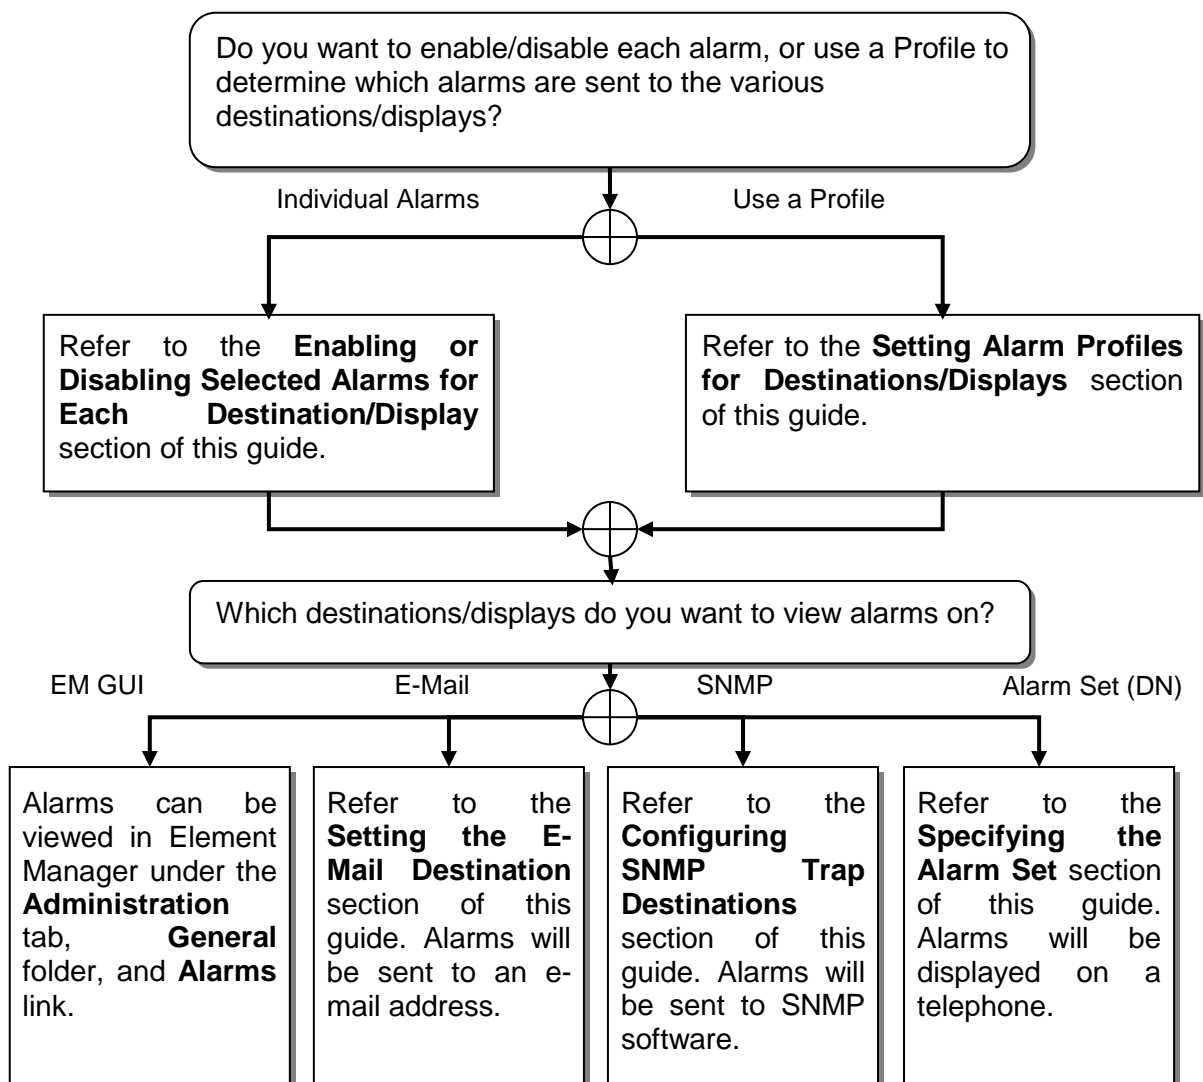 Do you want to enable/disable each alarm, or use a Profile to
determine which alarms are sent to the various
destinations/displays?
Individual Alarms
Use a Profile
Refer to the Enabling or
Disabling Selected Alarms for
Each Destination/Display
section of this guide.
Refer to the Setting Alarm Profiles
for Destinations/Displays section
of this guide.
Which destinations/displays do you want to view alarms on?
EM GUI
E-Mail
SNMP
Alarm Set (DN)
Alarms can be
viewed in Element
Manager under the
Administration
tab, General
folder, and Alarms
link.
Refer to the
Setting the E-
Mail Destination
section of this
guide. Alarms will
be sent to an e-
mail address.
Refer to the
Configuring
SNMP Trap
Destinations
section of this
guide. Alarms will
be sent to SNMP
software.
Refer to the
Specifying the
Alarm Set section
of this guide.
Alarms will be
displayed on a
telephone.